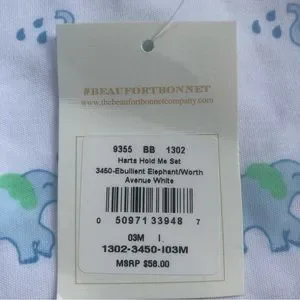 #BEAUFORTBONNET
www.thebeaufortbonnetcompany.com
9355 BB 1302
Harts Hold Me Set
3450-Ebullient Elephant/Worth
Avenue White
0 50971 33948 7
03M I
1302-3450-I03M
MSRP $58.00